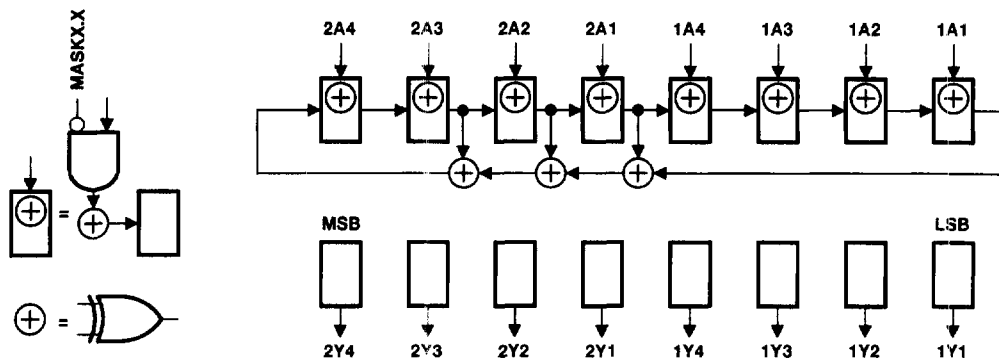 MASKX.X
=
=
2A4 2A3 2A2 2A1 1A4 1A3 1A2 1A1
MSB LSB
2Y4 2Y3 2Y2 2Y1 1Y4 1Y3 1Y2 1Y1